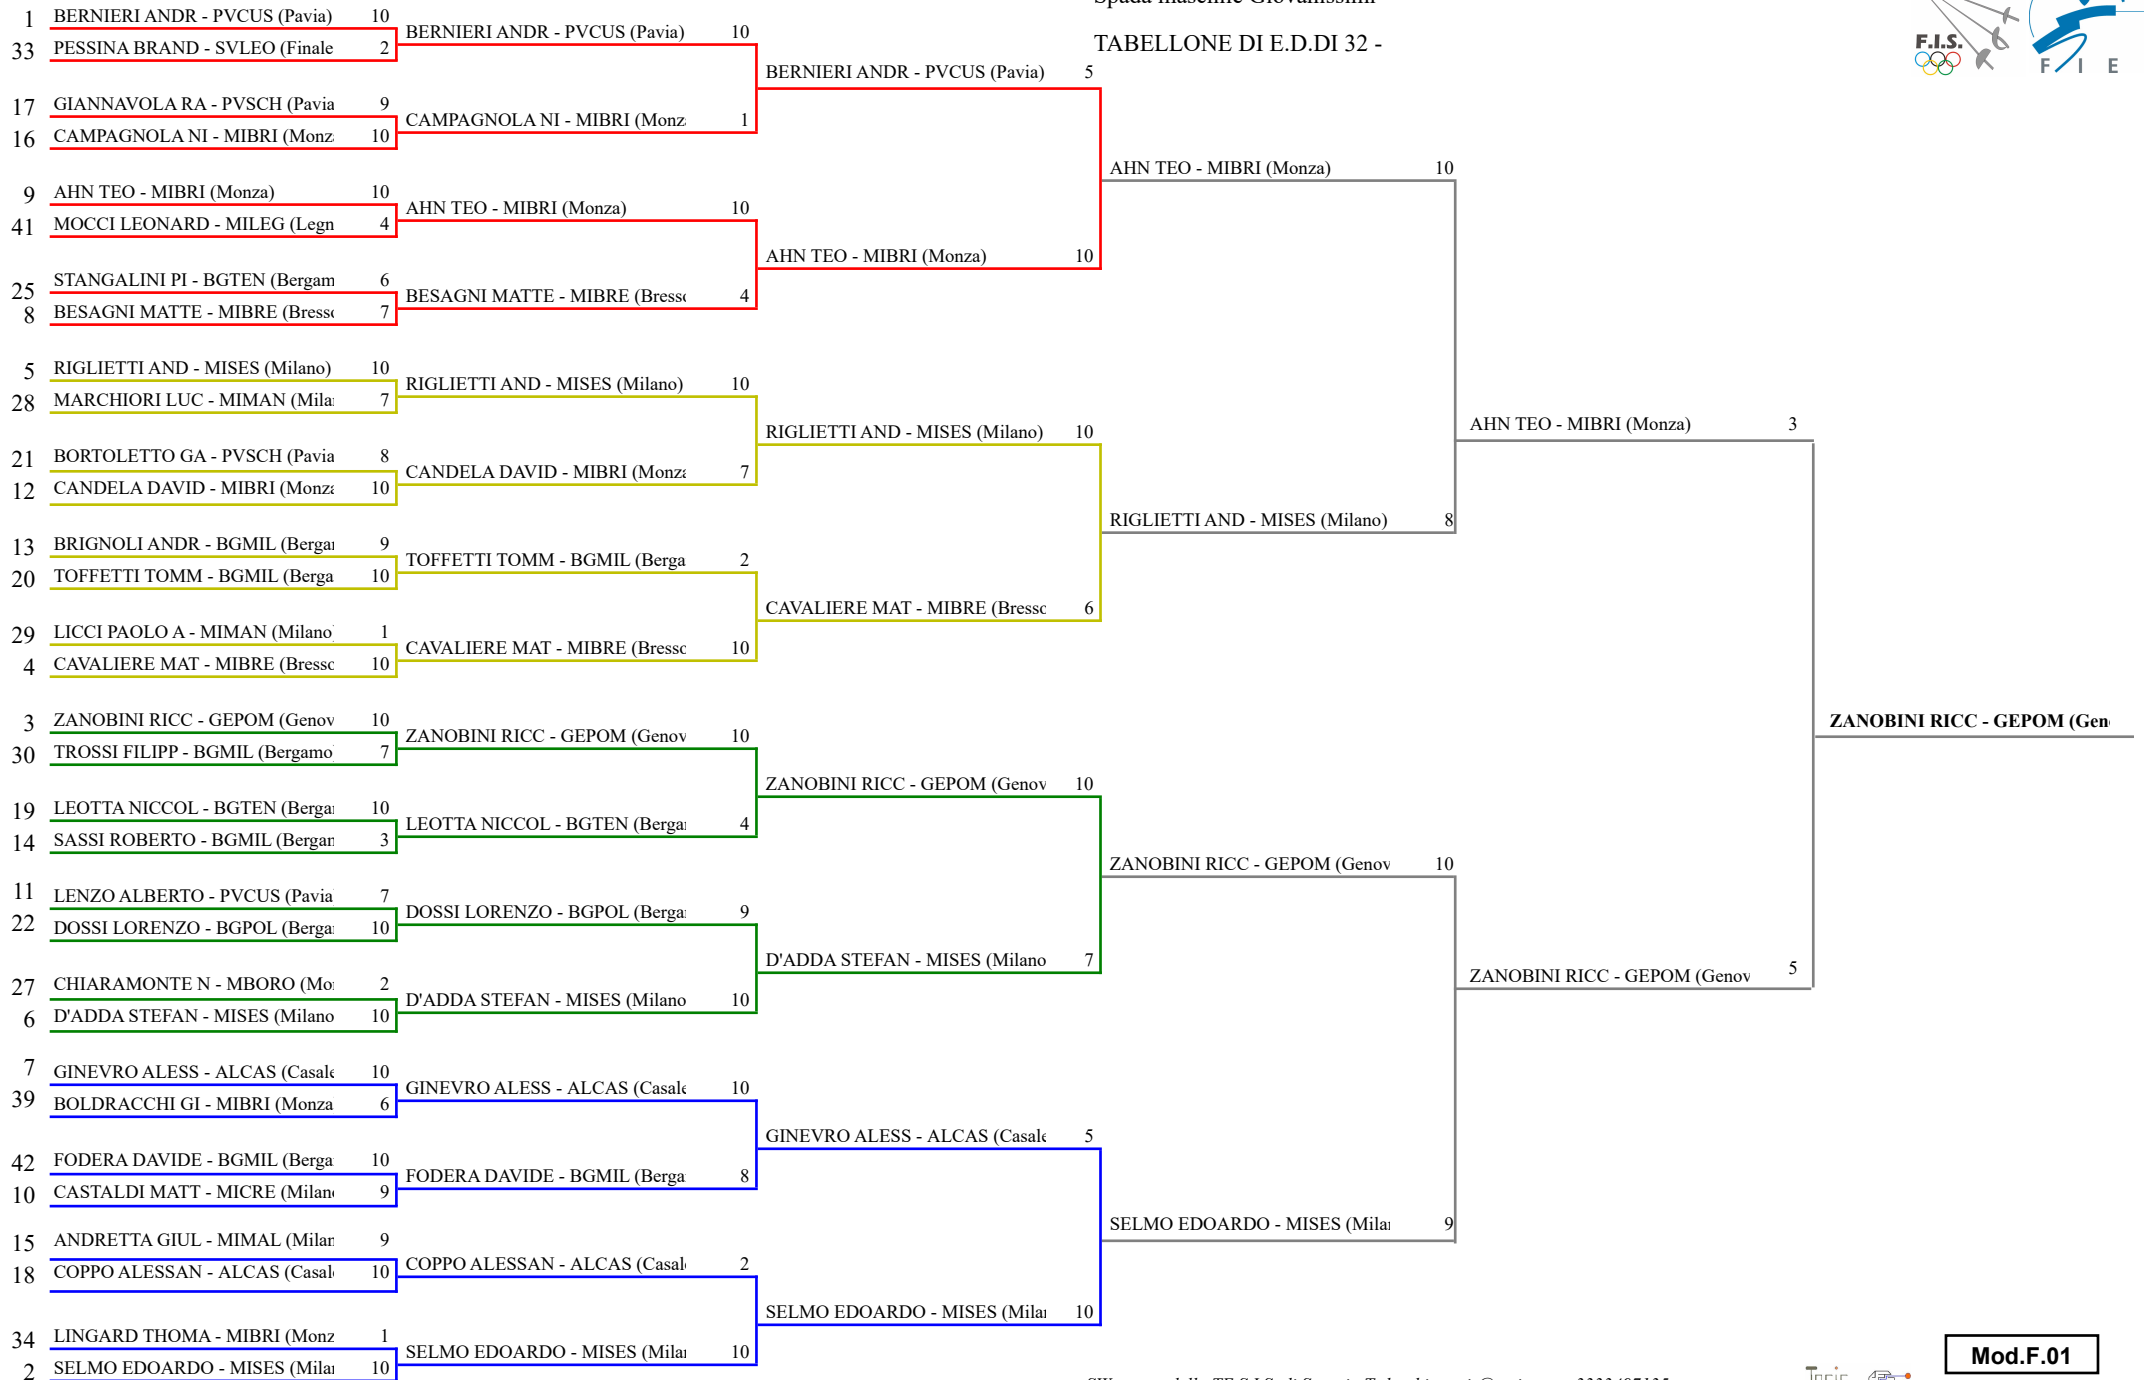 Spada maschile Giovanissimi
TABELLONE DI E.D.DI 32 -
F.I.S.
F I E
1 BERNIERI ANDR - PVCUS (Pavia) 10
33 PESSINA BRAND - SVLEO (Finale 2
17 GIANNAVOLA RA - PVSCH (Pavia 9
16 CAMPAGNOLA NI - MIBRI (Monz 10
9 AHN TEO - MIBRI (Monza) 10
41 MOCCI LEONARD - MILEG (Legn 4
25 STANGALINI PI - BGTEN (Bergam 6
8 BESAGNI MATTE - MIBRE (Bresso 7
5 RIGLIETTI AND - MISES (Milano) 10
28 MARCHIORI LUC - MIMAN (Mila 7
21 BORTOLETTO GA - PVSCH (Pavia 8
12 CANDELA DAVID - MIBRI (Monza 10
13 BRIGNOLI ANDR - BGMIL (Berga 9
20 TOFFETTI TOMM - BGMIL (Berga 10
29 LICCI PAOLO A - MIMAN (Milano) 1
4 CAVALIERE MAT - MIBRE (Bresso 10
3 ZANOBINI RICC - GEPOM (Genov 10
30 TROSSI FILIPP - BGMIL (Bergamo) 7
19 LEOTTA NICCOL - BGTEN (Berga 10
14 SASSI ROBERTO - BGMIL (Bergam 3
11 LENZO ALBERTO - PVCUS (Pavia 7
22 DOSSI LORENZO - BGPOL (Berga 10
27 CHIARAMONTE N - MBORO (Mo 2
6 D'ADDA STEFAN - MISES (Milano 10
7 GINEVRO ALESS - ALCAS (Casale 10
39 BOLDRACCHI GI - MIBRI (Monza 6
42 FODERA DAVIDE - BGMIL (Berga 10
10 CASTALDI MATT - MICRE (Milano 9
15 ANDRETTA GIUL - MIMAL (Milan 9
18 COPPO ALESSAN - ALCAS (Casal 10
34 LINGARD THOMA - MIBRI (Monz 1
2 SELMO EDOARDO - MISES (Mila 10
BERNIERI ANDR - PVCUS (Pavia) 10
CAMPAGNOLA NI - MIBRI (Monz 1
AHN TEO - MIBRI (Monza) 10
BESAGNI MATTE - MIBRE (Bresso 4
RIGLIETTI AND - MISES (Milano) 10
CANDELA DAVID - MIBRI (Monza 7
TOFFETTI TOMM - BGMIL (Berga 2
CAVALIERE MAT - MIBRE (Bresso 10
ZANOBINI RICC - GEPOM (Genov 10
LEOTTA NICCOL - BGTEN (Berga 4
DOSSI LORENZO - BGPOL (Berga 9
D'ADDA STEFAN - MISES (Milano 10
GINEVRO ALESS - ALCAS (Casale 10
FODERA DAVIDE - BGMIL (Berga 8
COPPO ALESSAN - ALCAS (Casal 2
SELMO EDOARDO - MISES (Mila 10
BERNIERI ANDR - PVCUS (Pavia) 5
AHN TEO - MIBRI (Monza) 10
RIGLIETTI AND - MISES (Milano) 10
CAVALIERE MAT - MIBRE (Bresso 6
ZANOBINI RICC - GEPOM (Genov 10
D'ADDA STEFAN - MISES (Milano 7
GINEVRO ALESS - ALCAS (Casale 5
SELMO EDOARDO - MISES (Mila 10
AHN TEO - MIBRI (Monza) 10
RIGLIETTI AND - MISES (Milano) 8
ZANOBINI RICC - GEPOM (Genov 10
SELMO EDOARDO - MISES (Mila 9
AHN TEO - MIBRI (Monza) 3
ZANOBINI RICC - GEPOM (Genov 5
ZANOBINI RICC - GEPOM (Gen
Mod.F.01